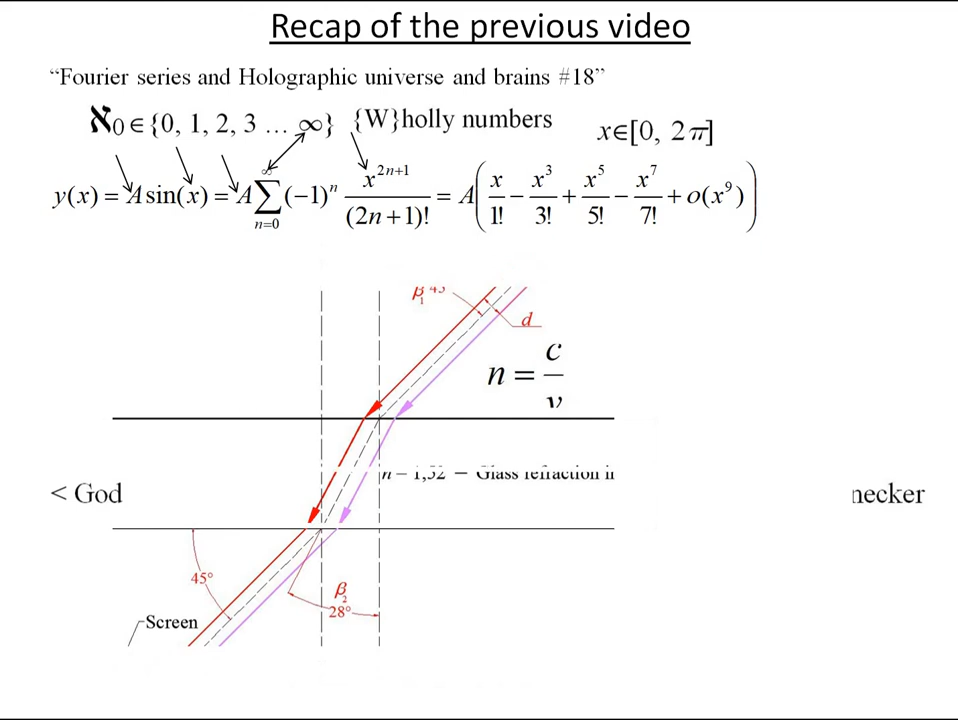 Recap of the previous video
“Fourier series and Holographic universe and brains #18”
ℵ₀∈{0, 1, 2, 3 … ∞} {W}holly numbers x∈[0, 2π]
y(x) = A sin(x) = A ∑_{n=0}^{∞} (−1)ⁿ x^{2n+1}/(2n+1)! = A( x/1! − x³/3! + x⁵/5! − x⁷/7! + o(x⁹) )
β₁ 45
d
n = c/v
n – 1,52 – Glass refraction
< God
necker
45°
β₂
28°
Screen